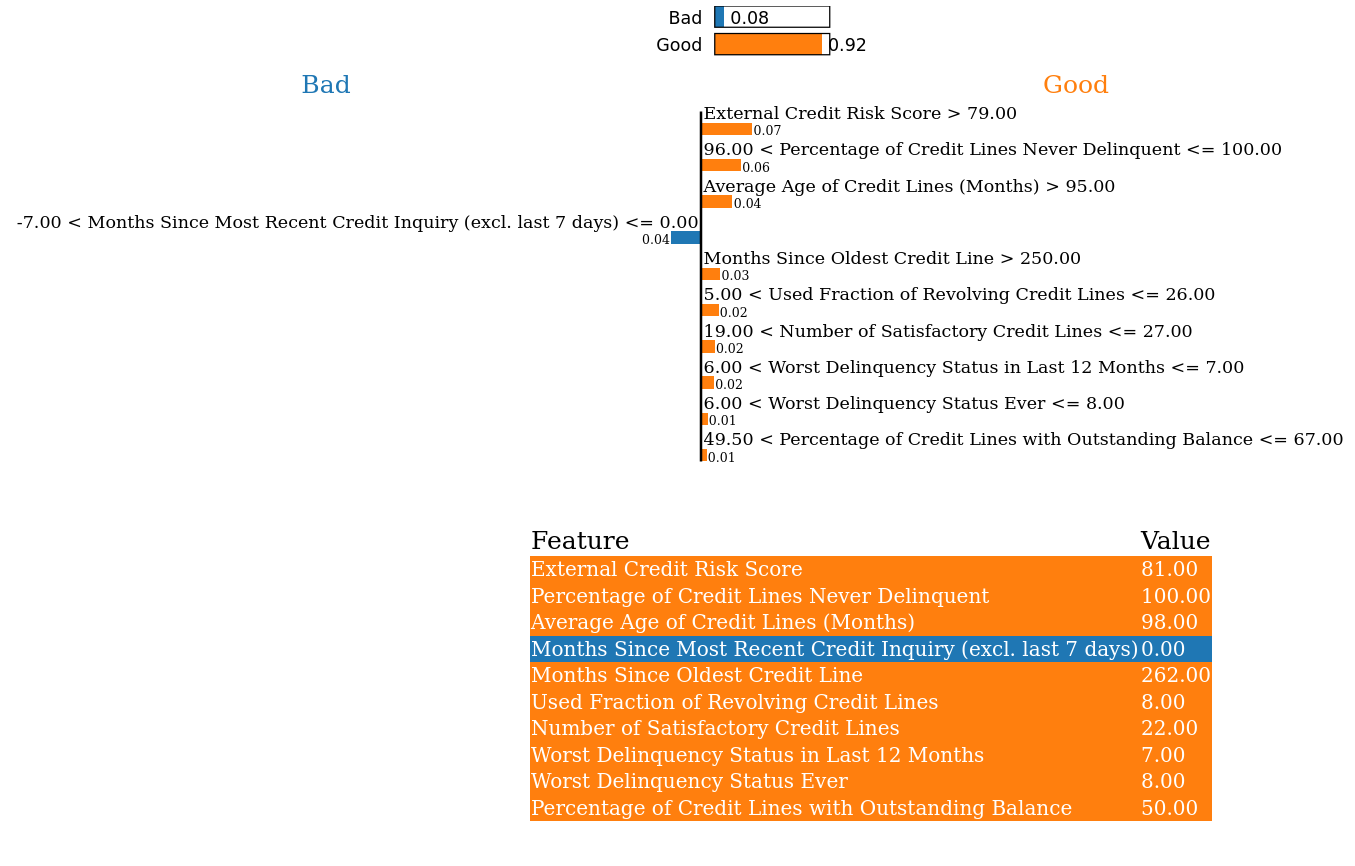 Bad 0.08
Good 0.92
Bad Good
External Credit Risk Score > 79.00
0.07
96.00 < Percentage of Credit Lines Never Delinquent <= 100.00
0.06
Average Age of Credit Lines (Months) > 95.00
0.04
-7.00 < Months Since Most Recent Credit Inquiry (excl. last 7 days) <= 0.00
0.04
Months Since Oldest Credit Line > 250.00
0.03
5.00 < Used Fraction of Revolving Credit Lines <= 26.00
0.02
19.00 < Number of Satisfactory Credit Lines <= 27.00
0.02
6.00 < Worst Delinquency Status in Last 12 Months <= 7.00
0.02
6.00 < Worst Delinquency Status Ever <= 8.00
0.01
49.50 < Percentage of Credit Lines with Outstanding Balance <= 67.00
0.01
Feature Value
External Credit Risk Score 81.00
Percentage of Credit Lines Never Delinquent 100.00
Average Age of Credit Lines (Months) 98.00
Months Since Most Recent Credit Inquiry (excl. last 7 days) 0.00
Months Since Oldest Credit Line 262.00
Used Fraction of Revolving Credit Lines 8.00
Number of Satisfactory Credit Lines 22.00
Worst Delinquency Status in Last 12 Months 7.00
Worst Delinquency Status Ever 8.00
Percentage of Credit Lines with Outstanding Balance 50.00